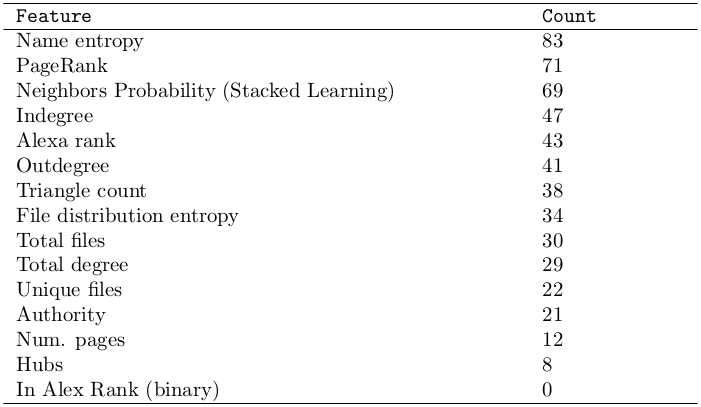 Feature Count
Name entropy 83
PageRank 71
Neighbors Probability (Stacked Learning) 69
Indegree 47
Alexa rank 43
Outdegree 41
Triangle count 38
File distribution entropy 34
Total files 30
Total degree 29
Unique files 22
Authority 21
Num. pages 12
Hubs 8
In Alex Rank (binary) 0